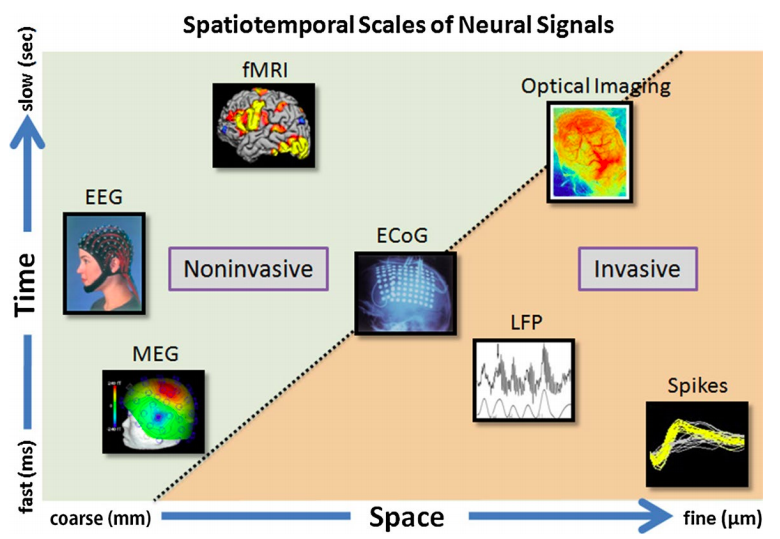 Spatiotemporal Scales of Neural Signals
slow (sec)
Time
fast (ms)
fMRI
Optical Imaging
EEG
ECoG
Noninvasive
Invasive
LFP
MEG
Spikes
coarse (mm)
Space
fine (μm)